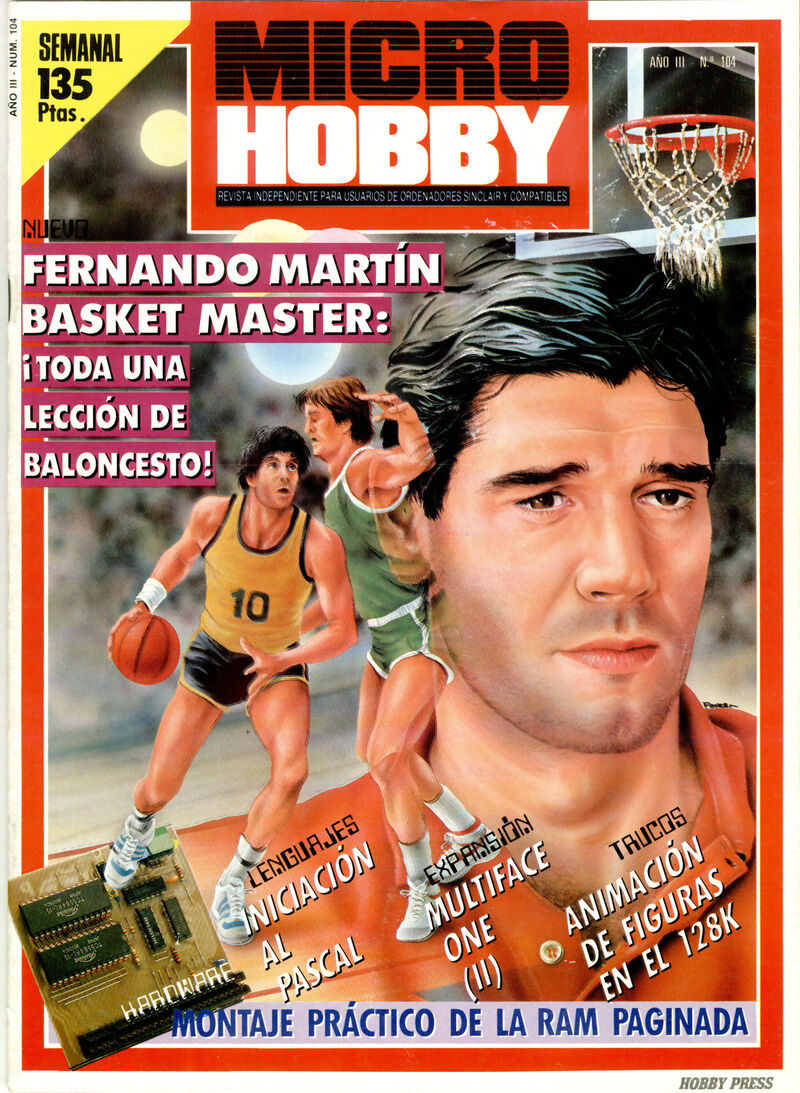 AÑO III - NUM. 104
SEMANAL
135
Ptas.
MICRO
HOBBY
REVISTA INDEPENDIENTE PARA USUARIOS DE ORDENADORES SINCLAIR Y COMPATIBLES
AÑO III - N.º 104
NUEVO
FERNANDO MARTÍN
BASKET MASTER:
¡TODA UNA
LECCIÓN DE
BALONCESTO!
10
LENGUAJES
INICIACIÓN
AL
PASCAL
EXPANSIÓN
MULTIFACE
ONE
(II)
TRUCOS
ANIMACIÓN
DE FIGURAS
EN EL 128K
HARDWARE
MONTAJE PRÁCTICO DE LA RAM PAGINADA
HOBBY PRESS